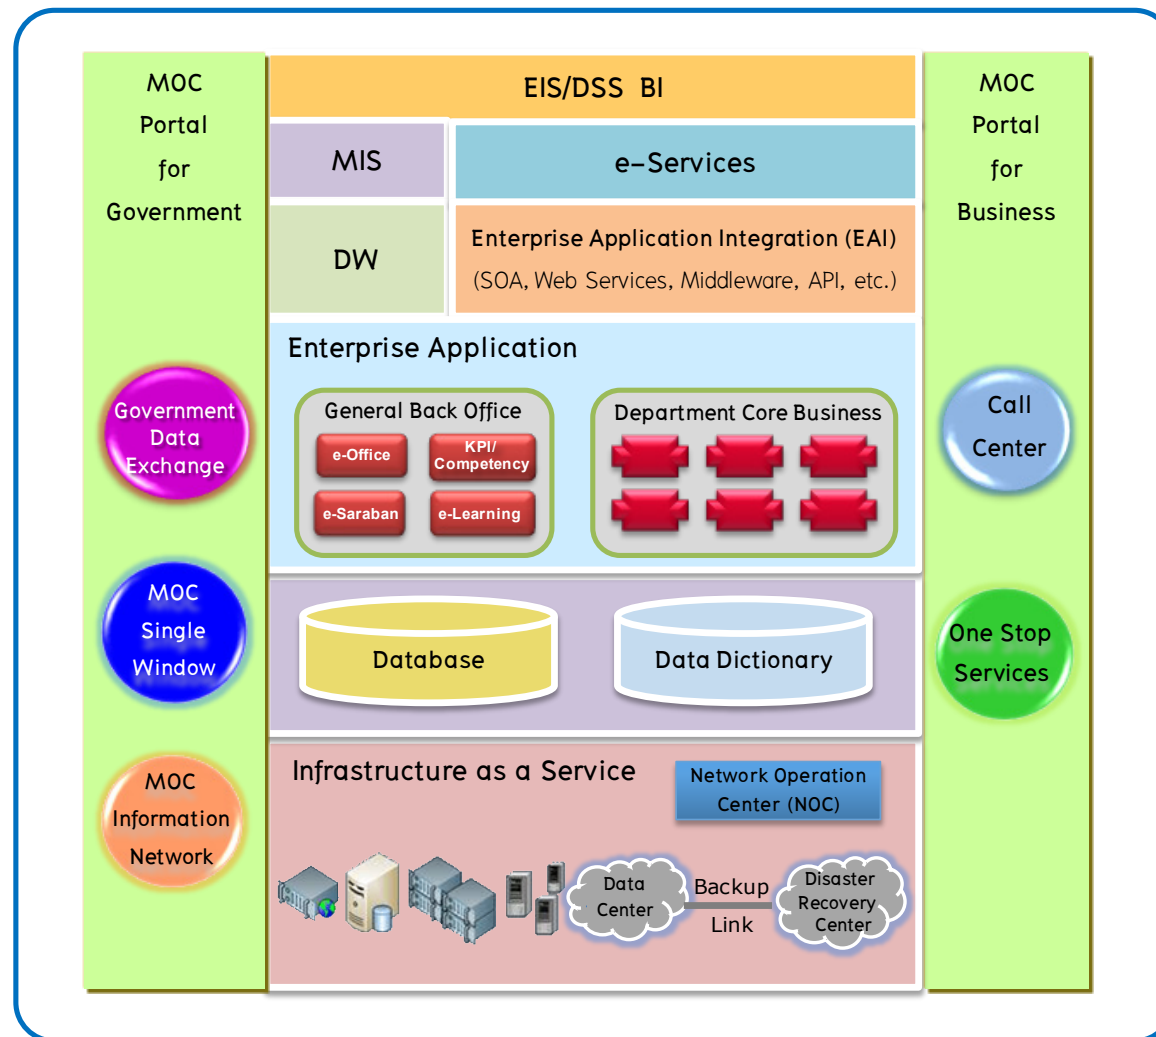 MOC
Portal
for
Government
Government
Data
Exchange
MOC
Single
Window
MOC
Information
Network
EIS/DSS BI
MIS
e-Services
DW
Enterprise Application Integration (EAI)
(SOA, Web Services, Middleware, API, etc.)
Enterprise Application
General Back Office
e-Office
KPI/
Competency
e-Saraban
e-Learning
Department Core Business
Database
Data Dictionary
Infrastructure as a Service
Network Operation
Center (NOC)
Data
Center
Backup
Link
Disaster
Recovery
Center
MOC
Portal
for
Business
Call
Center
One Stop
Services